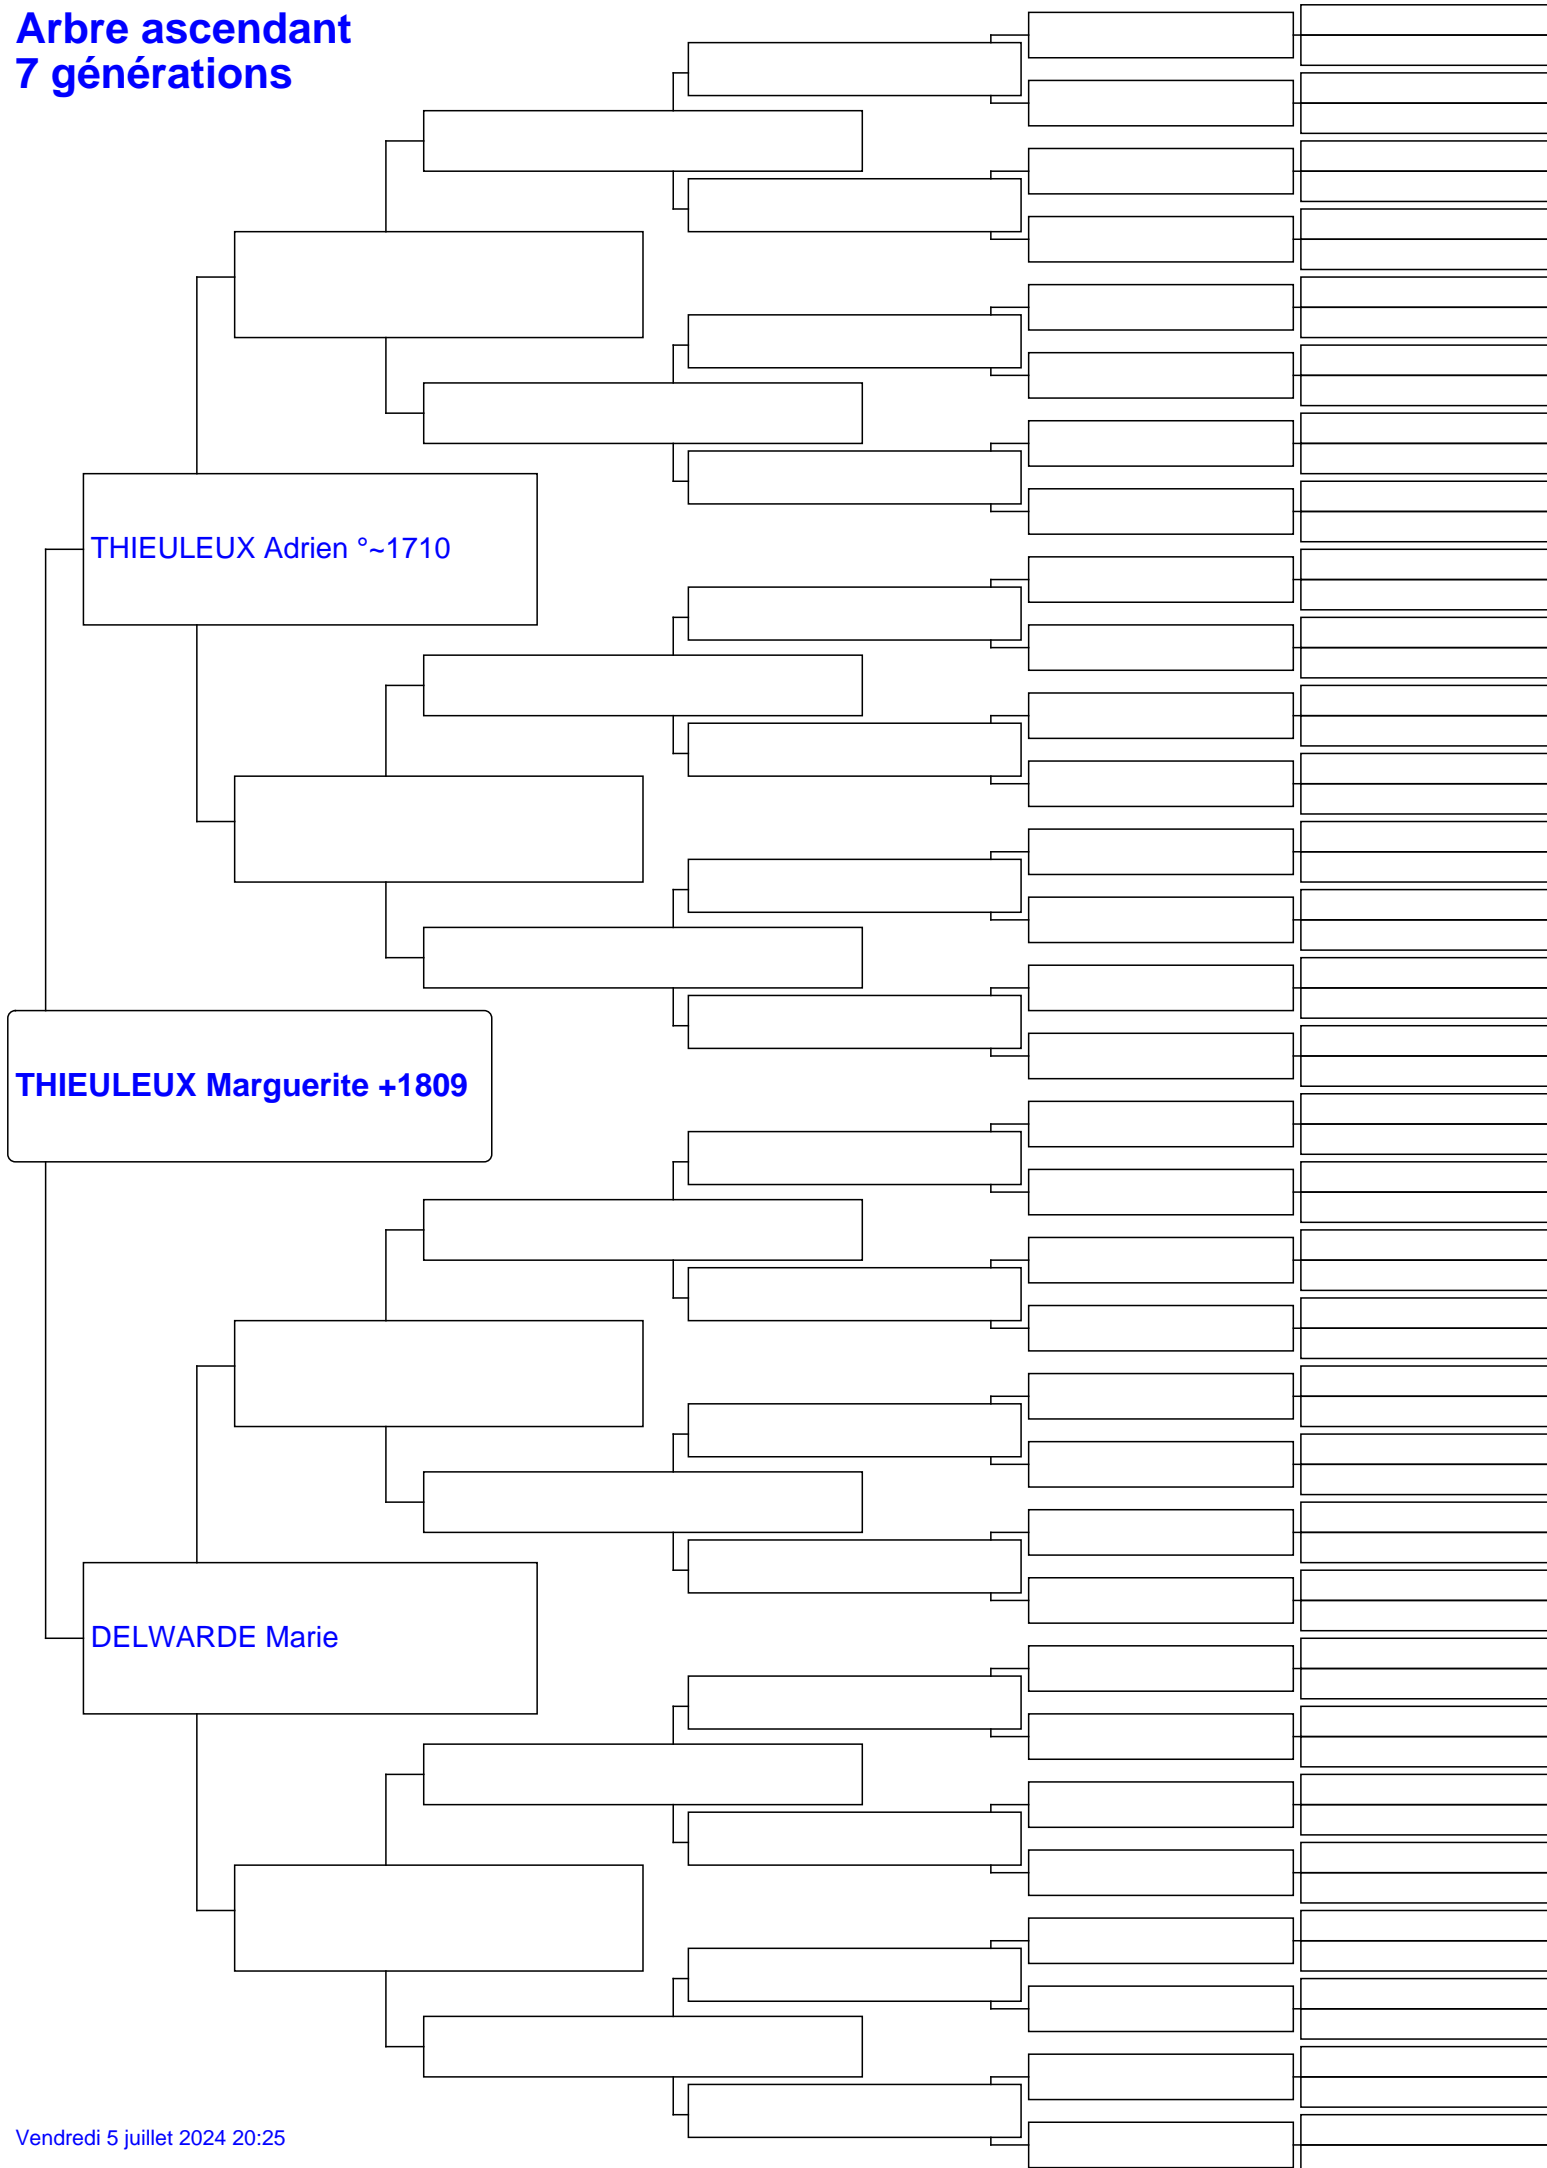 Arbre ascendant
7 générations
THIEULEUX Adrien °~1710
THIEULEUX Marguerite +1809
DELWARDE Marie
Vendredi 5 juillet 2024 20:25